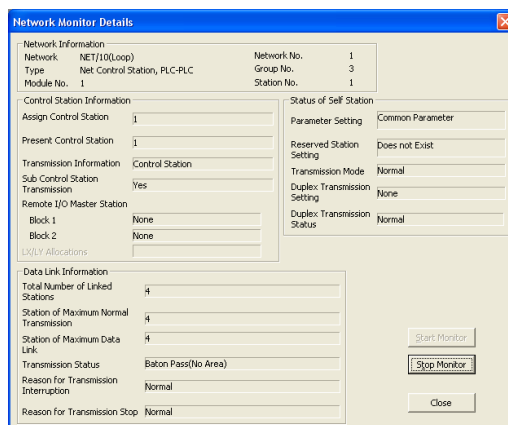 Network Monitor Details
Network Information
Network NET/10(Loop) Network No. 1
Type Net Control Station, PLC-PLC Group No. 3
Module No. 1 Station No. 1
Control Station Information
Assign Control Station 1
Present Control Station 1
Transmission Information Control Station
Sub Control Station
Transmission Yes
Remote I/O Master Station
Block 1 None
Block 2 None
LX/LY Allocations
Status of Self Station
Parameter Setting Common Parameter
Reserved Station
Setting Does not Exist
Transmission Mode Normal
Duplex Transmission
Setting None
Duplex Transmission
Status Normal
Data Link Information
Total Number of Linked
Stations 4
Station of Maximum Normal
Transmission 4
Station of Maximum Data
Link 4
Transmission Status Baton Pass(No Area)
Reason for Transmission
Interruption Normal
Reason for Transmission Stop Normal
Start Monitor
Stop Monitor
Close